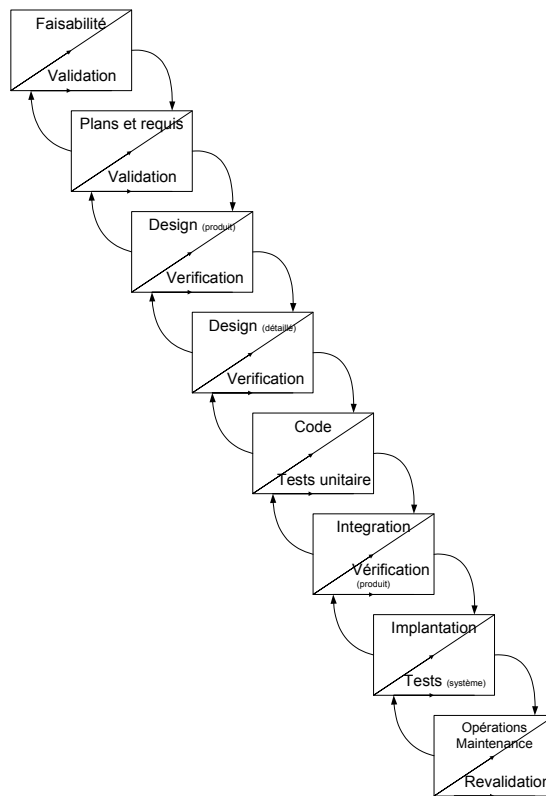 Faisabilité
Validation
Plans et requis
Validation
Design (produit)
Verification
Design (détaillé)
Verification
Code
Tests unitaire
Integration
Vérification
(produit)
Implantation
Tests (système)
Opérations
Maintenance
Revalidation